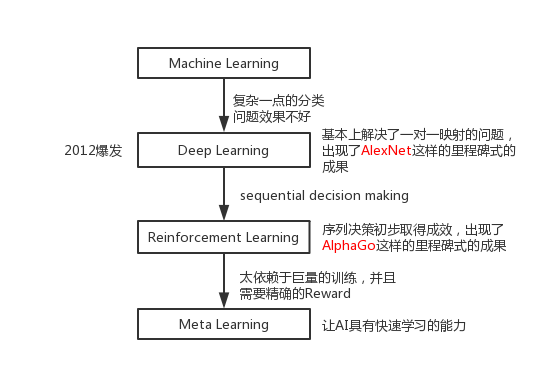 Machine Learning
复杂一点的分类
问题效果不好
2012爆发
Deep Learning
基本上解决了一对一映射的问题，
出现了AlexNet这样的里程碑式的
成果
sequential decision making
Reinforcement Learning
序列决策初步取得成效，出现了
AlphaGo这样的里程碑式的成果
太依赖于巨量的训练，并且
需要精确的Reward
Meta Learning
让AI具有快速学习的能力